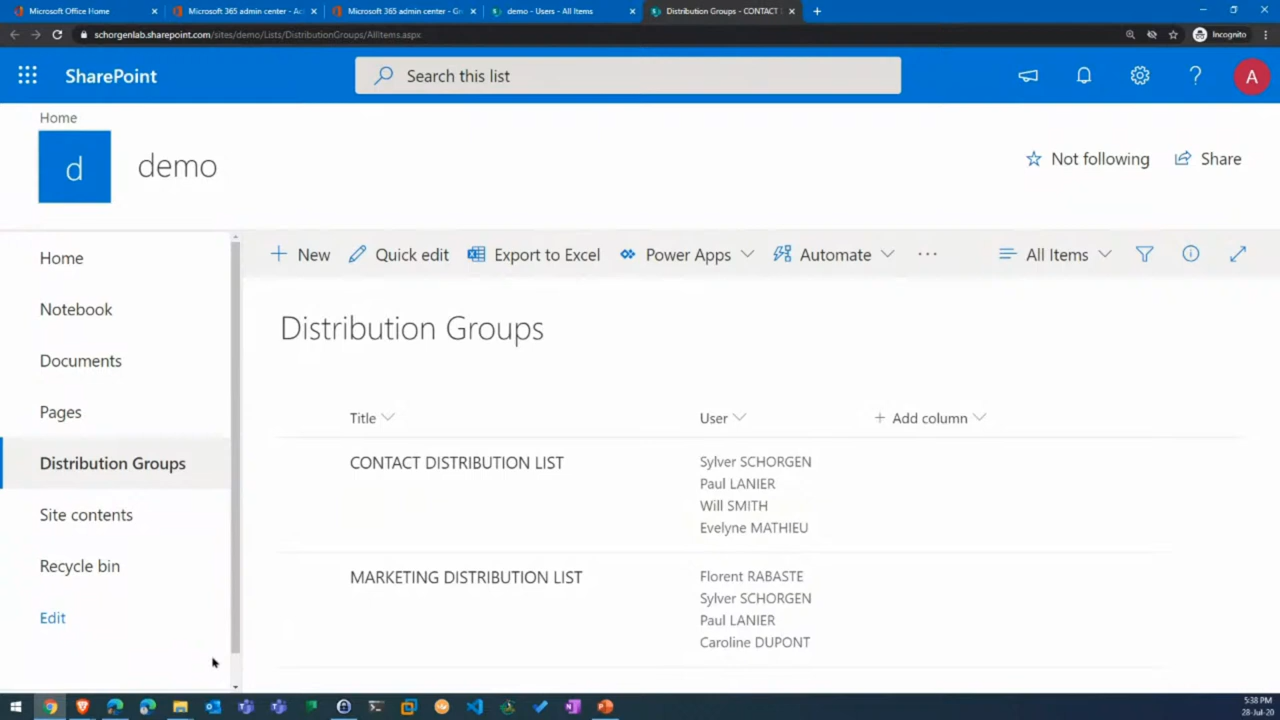 Microsoft Office Home
Microsoft 365 admin center - Ac
Microsoft 365 admin center - Gr
demo - Users - All Items
Distribution Groups - CONTACT
schorgenlab.sharepoint.com/sites/demo/Lists/DistributionGroups/AllItems.aspx
Incognito
SharePoint
Search this list
A
Home
d
demo
Not following
Share
Home
Notebook
Documents
Pages
Distribution Groups
Site contents
Recycle bin
Edit
New
Quick edit
Export to Excel
Power Apps
Automate
All Items
Distribution Groups
Title
User
Add column
CONTACT DISTRIBUTION LIST
Sylver SCHORGEN
Paul LANIER
Will SMITH
Evelyne MATHIEU
MARKETING DISTRIBUTION LIST
Florent RABASTE
Sylver SCHORGEN
Paul LANIER
Caroline DUPONT
5:38 PM
28-Jul-20